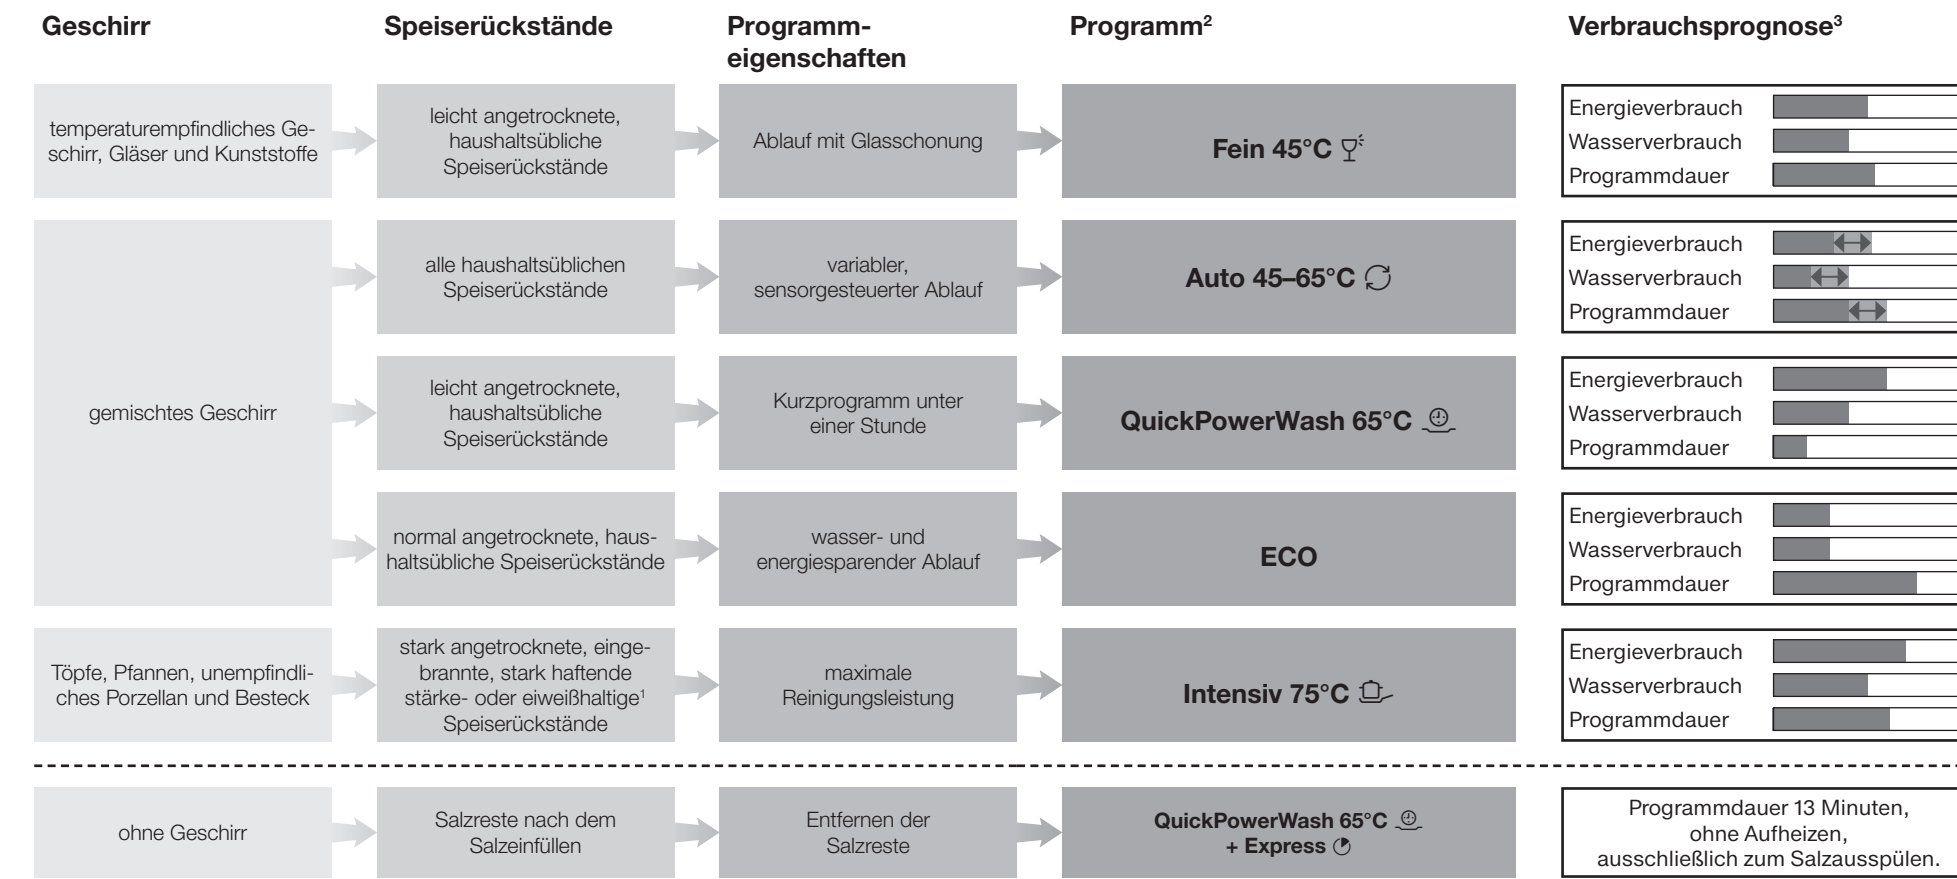 Geschirr
Speiserückstände
Programm-
eigenschaften
Programm²
Verbrauchsprognose³
temperaturempfindliches Ge-
schirr, Gläser und Kunststoffe
leicht angetrocknete,
haushaltsübliche
Speiserückstände
Ablauf mit Glasschonung
Fein 45°C
Energieverbrauch
Wasserverbrauch
Programmdauer
gemischtes Geschirr
alle haushaltsüblichen
Speiserückstände
variabler,
sensorgesteuerter Ablauf
Auto 45–65°C
Energieverbrauch
Wasserverbrauch
Programmdauer
leicht angetrocknete,
haushaltsübliche
Speiserückstände
Kurzprogramm unter
einer Stunde
QuickPowerWash 65°C
Energieverbrauch
Wasserverbrauch
Programmdauer
normal angetrocknete, haus-
haltsübliche Speiserückstände
wasser- und
energiesparender Ablauf
ECO
Energieverbrauch
Wasserverbrauch
Programmdauer
Töpfe, Pfannen, unempfindli-
ches Porzellan und Besteck
stark angetrocknete, einge-
brannte, stark haftende
stärke- oder eiweißhaltige¹
Speiserückstände
maximale
Reinigungsleistung
Intensiv 75°C
Energieverbrauch
Wasserverbrauch
Programmdauer
ohne Geschirr
Salzreste nach dem
Salzeinfüllen
Entfernen der
Salzreste
QuickPowerWash 65°C
+ Express
Programmdauer 13 Minuten,
ohne Aufheizen,
ausschließlich zum Salzausspülen.